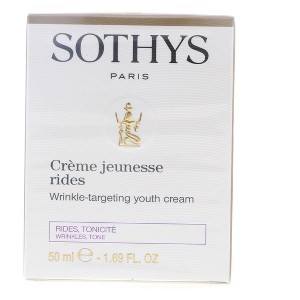 SOTHYS
PARIS
Crème jeunesse
rides
Wrinkle-targeting youth cream
RIDES, TONICITÉ
WRINKLES, TONE
50 ml ℮ - 1.69 FL. OZ